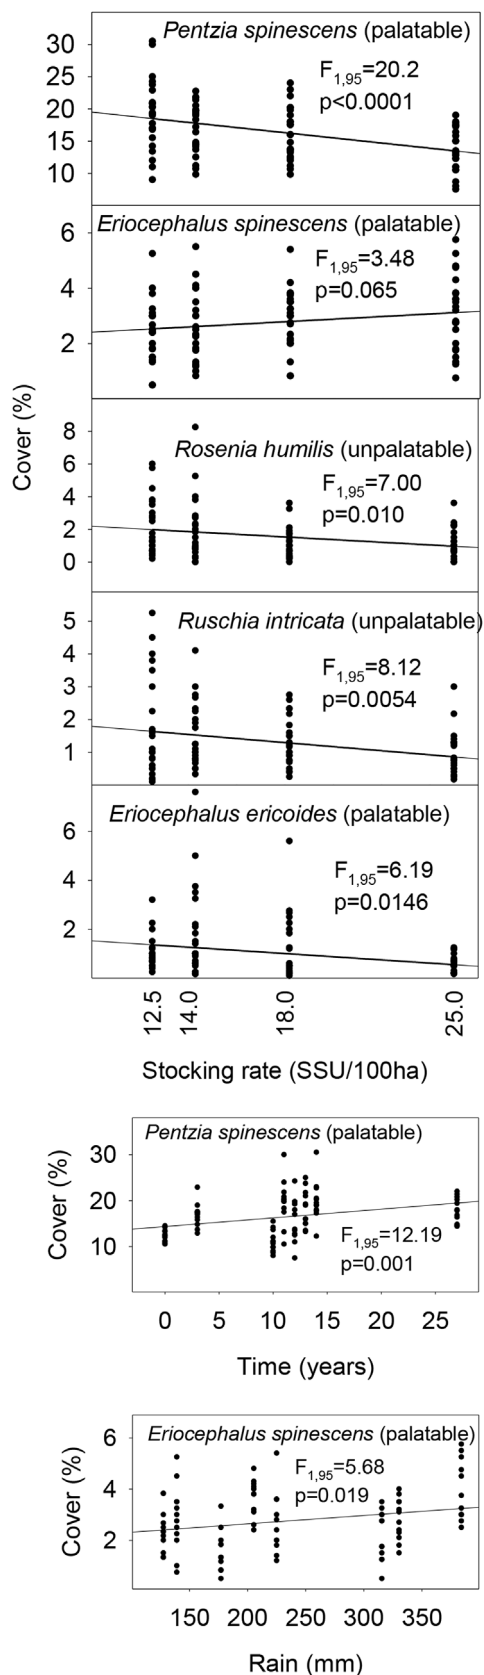 Pentzia spinescens (palatable)
F1,95=20.2
p<0.0001
30
25
20
15
10
Eriocephalus spinescens (palatable)
F1,95=3.48
p=0.065
6
4
2
Cover (%)
Rosenia humilis (unpalatable)
F1,95=7.00
p=0.010
8
6
4
2
0
Ruschia intricata (unpalatable)
F1,95=8.12
p=0.0054
5
4
3
2
1
Eriocephalus ericoides (palatable)
F1,95=6.19
p=0.0146
6
4
2
12.5 14.0 18.0 25.0
Stocking rate (SSU/100ha)
Pentzia spinescens (palatable)
30
20
10
Cover (%)
F1,95=12.19
p=0.001
0 5 10 15 20 25
Time (years)
Eriocephalus spinescens (palatable)
F1,95=5.68
p=0.019
6
4
2
Cover (%)
150 200 250 300 350
Rain (mm)